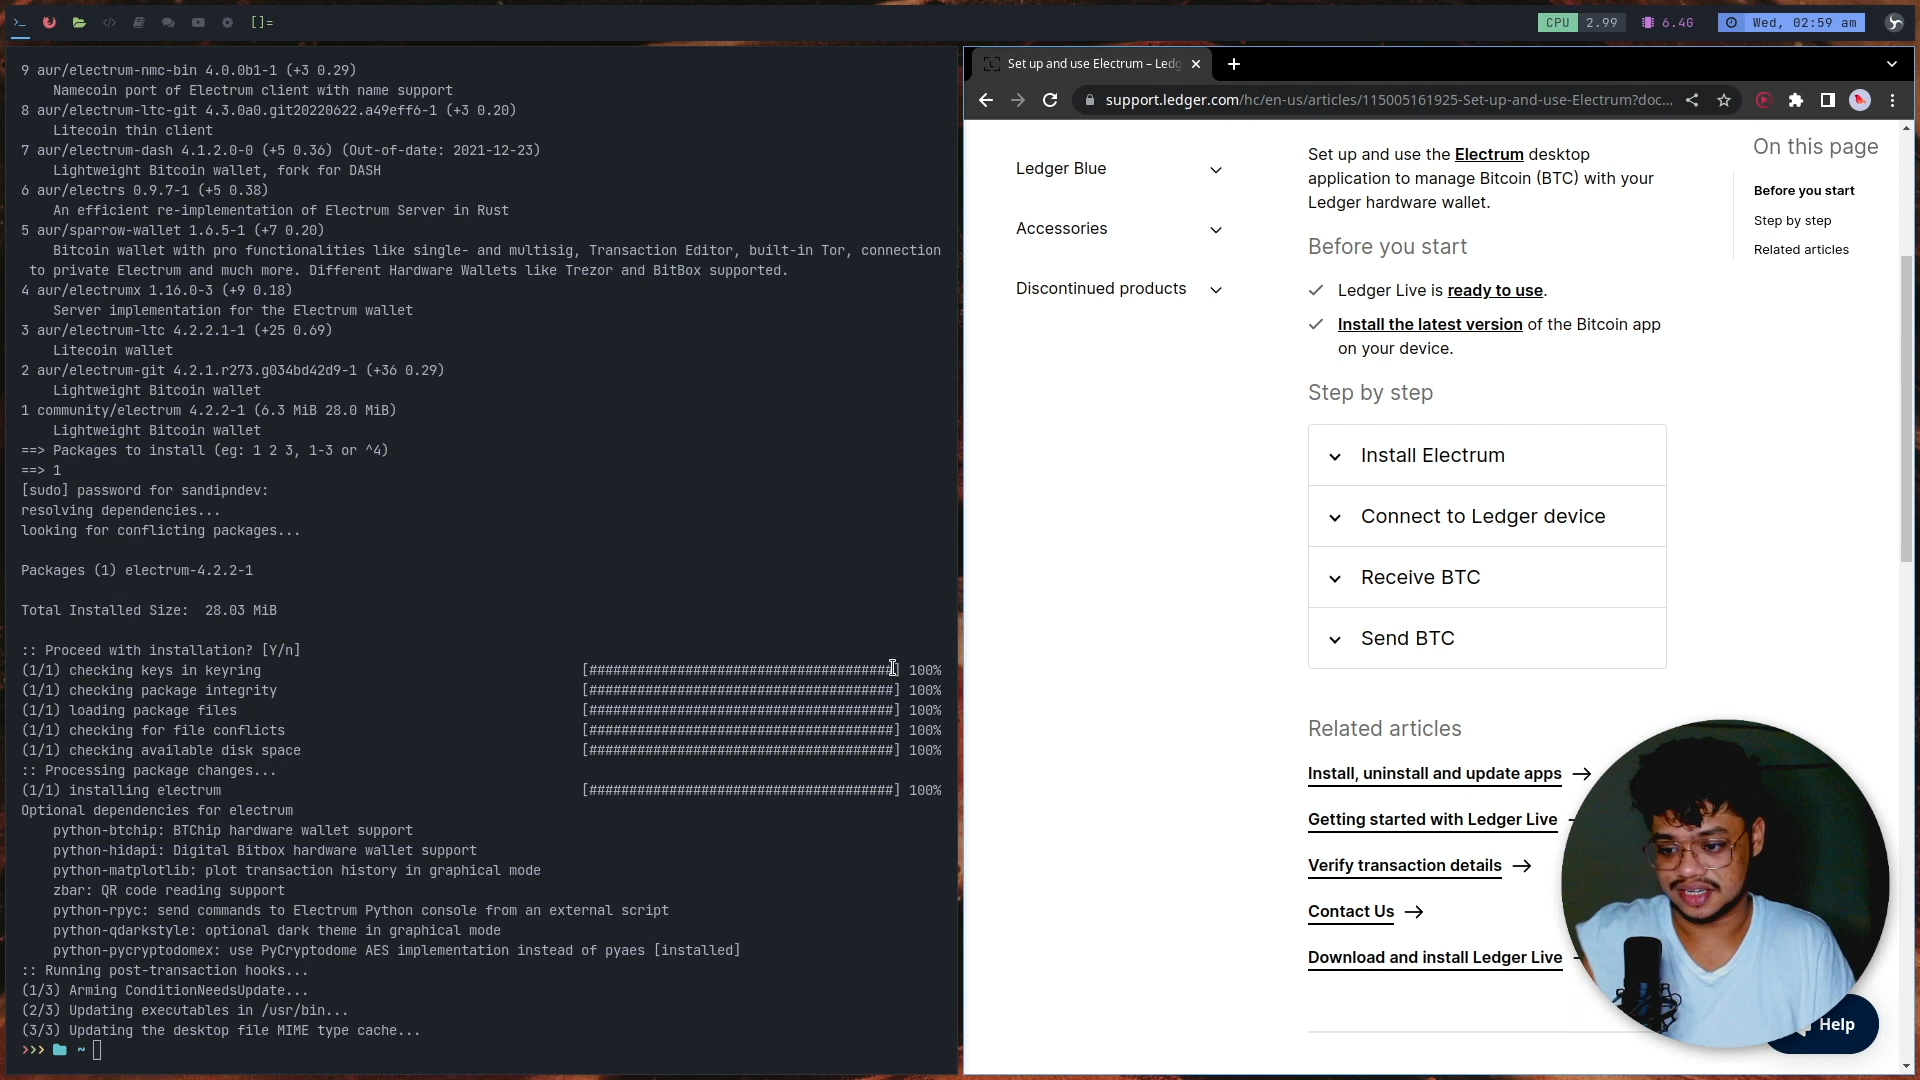 []=
CPU 2.99
6.4G
Wed, 02:59 am
9 aur/electrum-nmc-bin 4.0.0b1-1 (+3 0.29)
Namecoin port of Electrum client with name support
8 aur/electrum-ltc-git 4.3.0a0.git20220622.a49eff6-1 (+3 0.20)
Litecoin thin client
7 aur/electrum-dash 4.1.2.0-0 (+5 0.36) (Out-of-date: 2021-12-23)
Lightweight Bitcoin wallet, fork for DASH
6 aur/electrs 0.9.7-1 (+5 0.38)
An efficient re-implementation of Electrum Server in Rust
5 aur/sparrow-wallet 1.6.5-1 (+7 0.20)
Bitcoin wallet with pro functionalities like single- and multisig, Transaction Editor, built-in Tor, connection
to private Electrum and much more. Different Hardware Wallets like Trezor and BitBox supported.
4 aur/electrumx 1.16.0-3 (+9 0.18)
Server implementation for the Electrum wallet
3 aur/electrum-ltc 4.2.2.1-1 (+25 0.69)
Litecoin wallet
2 aur/electrum-git 4.2.1.r273.g034bd42d9-1 (+36 0.29)
Lightweight Bitcoin wallet
1 community/electrum 4.2.2-1 (6.3 MiB 28.0 MiB)
Lightweight Bitcoin wallet
==> Packages to install (eg: 1 2 3, 1-3 or ^4)
==> 1
[sudo] password for sandipndev:
resolving dependencies...
looking for conflicting packages...
Packages (1) electrum-4.2.2-1
Total Installed Size:  28.03 MiB
:: Proceed with installation? [Y/n]
(1/1) checking keys in keyring [######################################] 100%
(1/1) checking package integrity [######################################] 100%
(1/1) loading package files [######################################] 100%
(1/1) checking for file conflicts [######################################] 100%
(1/1) checking available disk space [######################################] 100%
:: Processing package changes...
(1/1) installing electrum [######################################] 100%
Optional dependencies for electrum
python-btchip: BTChip hardware wallet support
python-hidapi: Digital Bitbox hardware wallet support
python-matplotlib: plot transaction history in graphical mode
zbar: QR code reading support
python-rpyc: send commands to Electrum Python console from an external script
python-qdarkstyle: optional dark theme in graphical mode
python-pycryptodomex: use PyCryptodome AES implementation instead of pyaes [installed]
:: Running post-transaction hooks...
(1/3) Arming ConditionNeedsUpdate...
(2/3) Updating executables in /usr/bin...
(3/3) Updating the desktop file MIME type cache...
>>> ~
Set up and use Electrum – Ledg
support.ledger.com/hc/en-us/articles/115005161925-Set-up-and-use-Electrum?doc...
Ledger Blue
Accessories
Discontinued products
Set up and use the Electrum desktop
application to manage Bitcoin (BTC) with your
Ledger hardware wallet.
Before you start
Ledger Live is ready to use.
Install the latest version of the Bitcoin app
on your device.
Step by step
Install Electrum
Connect to Ledger device
Receive BTC
Send BTC
Related articles
Install, uninstall and update apps
Getting started with Ledger Live
Verify transaction details
Contact Us
Download and install Ledger Live
On this page
Before you start
Step by step
Related articles
Help